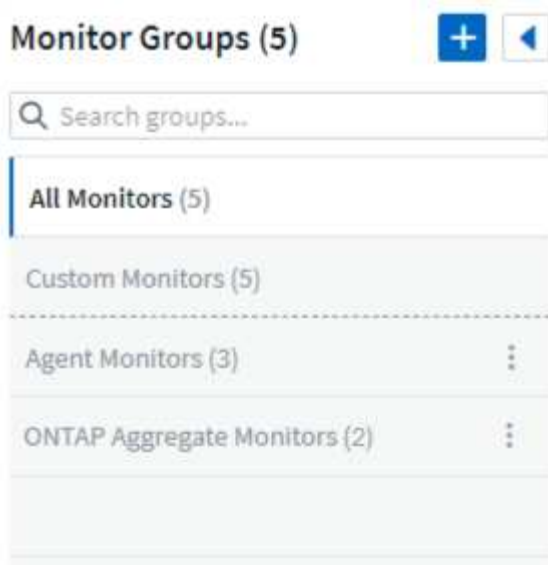 Monitor Groups (5)
Search groups...
All Monitors (5)
Custom Monitors (5)
Agent Monitors (3)
ONTAP Aggregate Monitors (2)